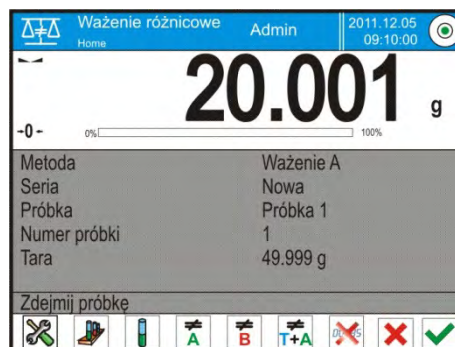 Ważenie różnicowe Admin 2011.12.05
Home 09:10:00
20.001 g
→0←
0% 100%
Metoda Ważenie A
Seria Nowa
Próbka Próbka 1
Numer próbki 1
Tara 49.999 g
Zdejmij próbkę
A B T+A